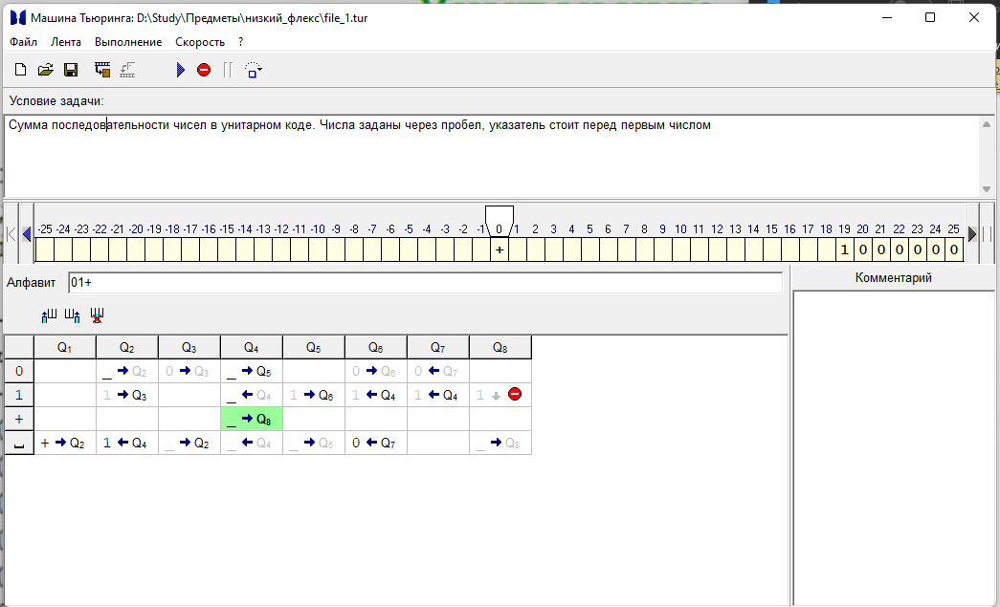 Машина Тьюринга: D:\Study\Предметы\низкий_флекс\file_1.tur
Файл Лента Выполнение Скорость ?
Условие задачи:
Сумма последовательности чисел в унитарном коде. Числа заданы через пробел, указатель стоит перед первым числом
-25 -24 -23 -22 -21 -20 -19 -18 -17 -16 -15 -14 -13 -12 -11 -10 -9 -8 -7 -6 -5 -4 -3 -2 -1 0 1 2 3 4 5 6 7 8 9 10 11 12 13 14 15 16 17 18 19 20 21 22 23 24 25
+ 1 0 0 0 0 0 0
Алфавит 01+
Комментарий
Q1 Q2 Q3 Q4 Q5 Q6 Q7 Q8
0 _ → Q2 0 → Q3 _ → Q5 0 → Q6 0 ← Q7
1 1 → Q3 _ ← Q4 1 → Q6 1 ← Q4 1 ← Q4 1 ↓
+ _ → Q8
_ + → Q2 1 ← Q4 _ → Q2 _ ← Q4 _ → Q5 0 ← Q7 _ → Q8